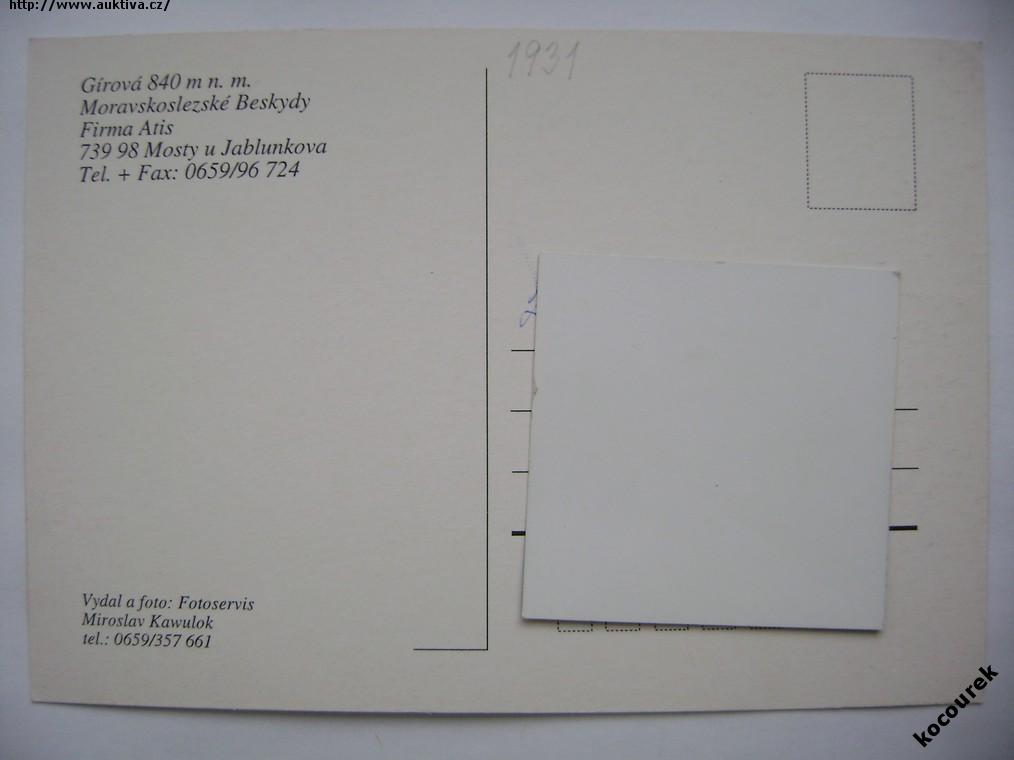 http://www.auktiva.cz/
Gírová 840 m n. m.
Moravskoslezské Beskydy
Firma Atis
739 98 Mosty u Jablunkova
Tel. + Fax: 0659/96 724
1931
Vydal a foto: Fotoservis
Miroslav Kawulok
tel.: 0659/357 661
kocourek